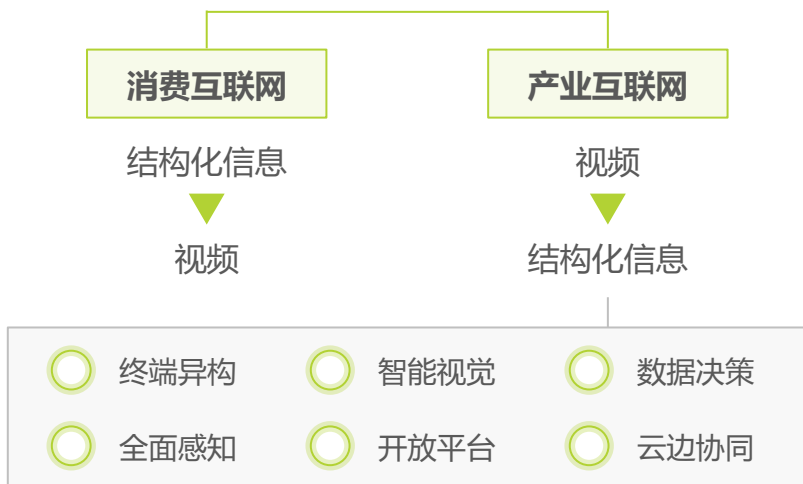 消费互联网 产业互联网
结构化信息 视频
视频 结构化信息
终端异构 智能视觉 数据决策
全面感知 开放平台 云边协同